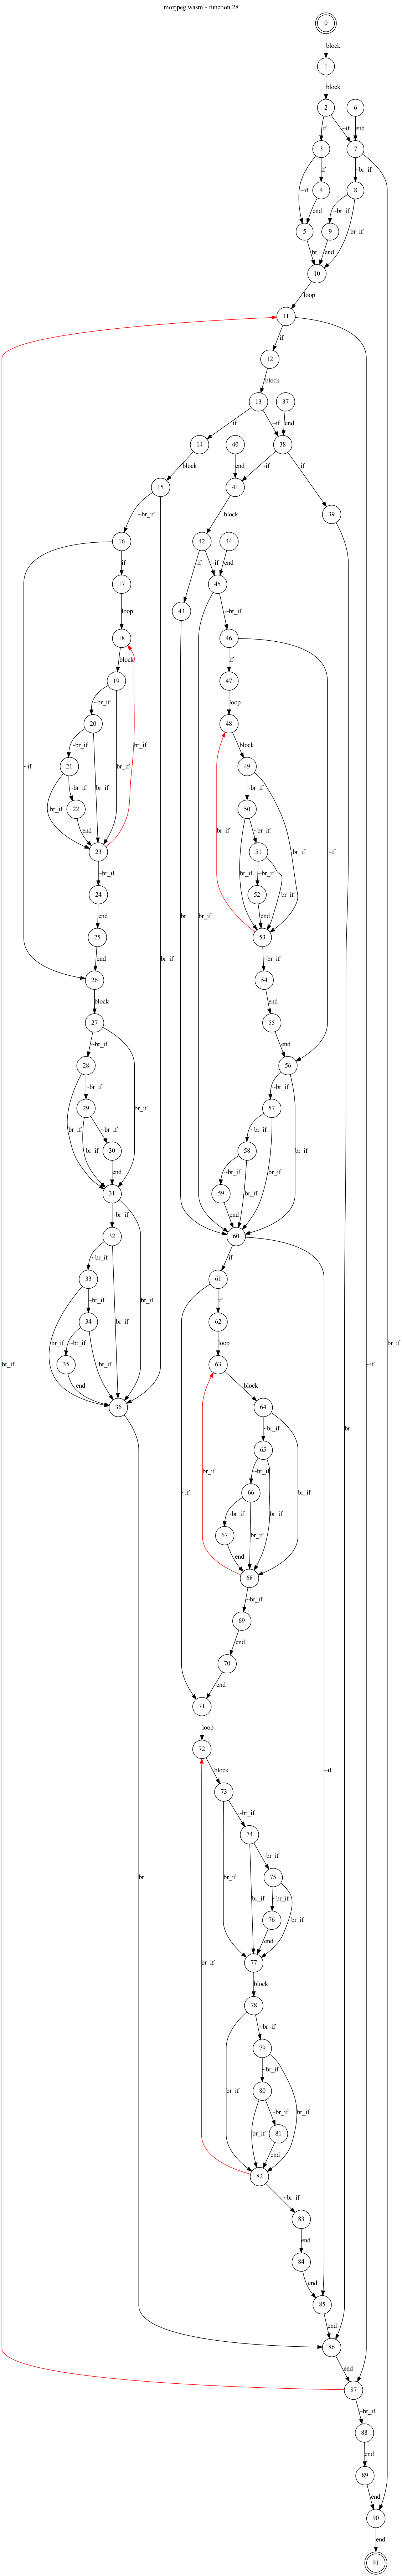 mozjpeg.wasm - function 28
0
block
1
block
2 6
if ~if end
3 7
~if if ~br_if
4 8
end ~br_if br_if
5 9
br end
10
loop
11
if
12
block
13 37
if ~if end
14 40 38
block end ~if if
15 41 39
~br_if block
16 42 44
if if ~if end
17 43 45
loop ~br_if
18 46
block if
19 47
~br_if loop
20 48
~br_if br_if block
21 49
br_if ~br_if br_if br_if ~br_if
22 50
end br_if ~br_if br_if
23 51
~br_if br_if ~br_if br_if
24 52
end end
25 53
end br_if ~br_if
~if 26 54 ~if
block end
27 55
~br_if end
28 56
~br_if ~br_if
29 57
br_if br_if ~br_if br_if br_if ~br_if br_if
30 58
end ~br_if br_if br_if
31 59
~br_if br_if end
32 60
~br_if br_if if
33 61
br_if ~br_if if
34 62
~br_if br_if loop
35 63
end block
br_if
36 64
~br_if
65
~br_if
66
~if ~br_if br_if br_if br_if
67
end
68
~br_if
69
end
70
end
71
loop
72
block
73
~br_if
74
~br_if
75
br br_if br_if ~br_if br_if
76
end
77
block
78
~br_if
79
br_if ~br_if br_if
80
br_if ~br_if
81
end
82
~br_if
83
end
84
end
85
end
86
end
87
~br_if
88
end
89
end
90
end
91
br_if
br_if
~if
br
~if
br_if
br
br_if